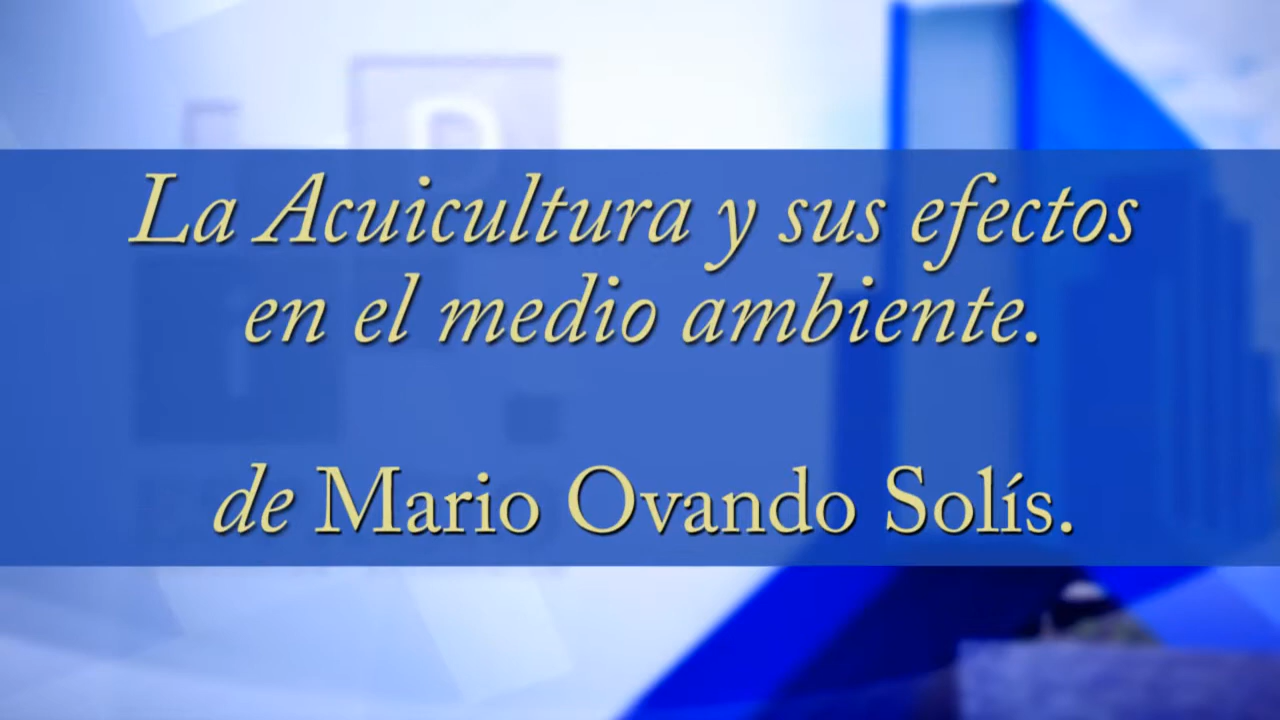 La Acuicultura y sus efectos
en el medio ambiente.
de Mario Ovando Solís.